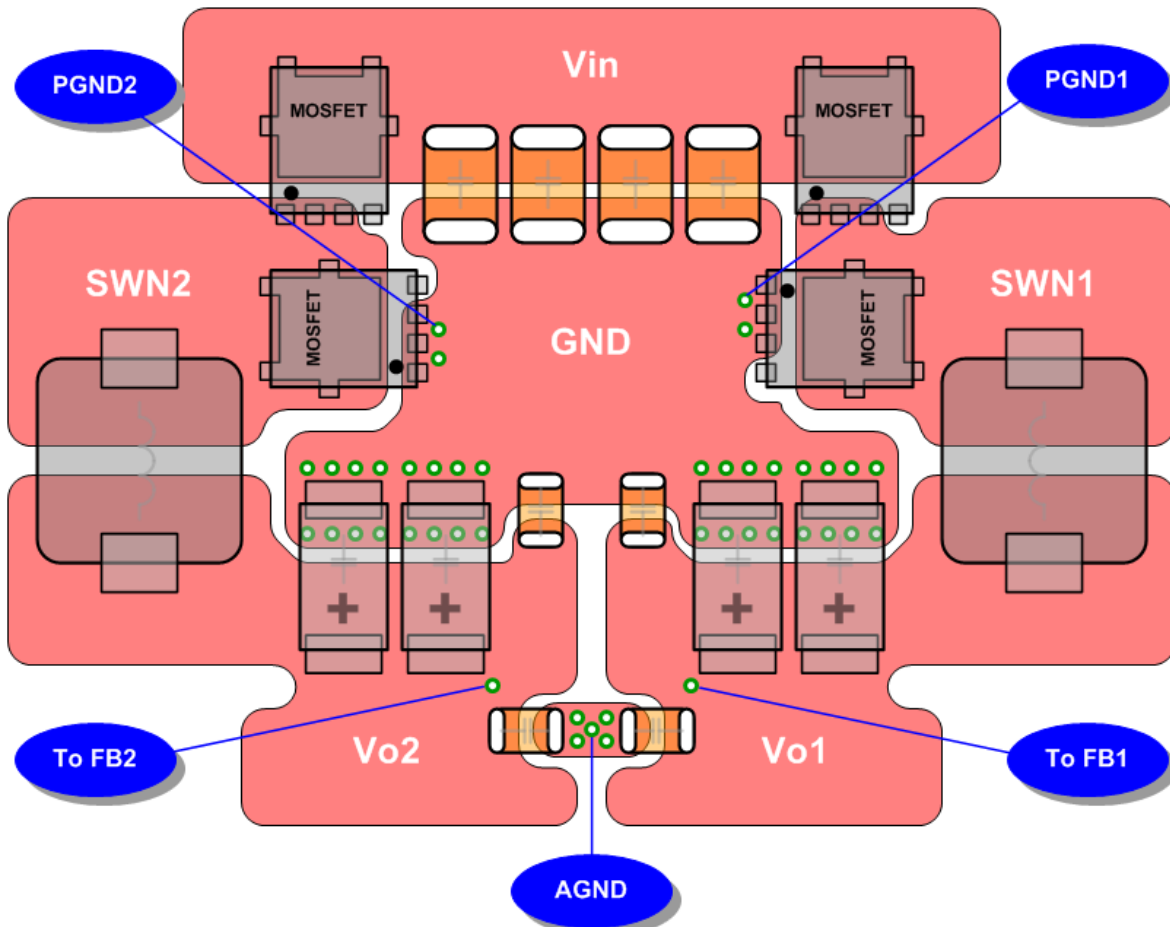 Vin
PGND2
PGND1
MOSFET
MOSFET
SWN2
SWN1
MOSFET
GND
MOSFET
To FB2
Vo2
Vo1
To FB1
AGND